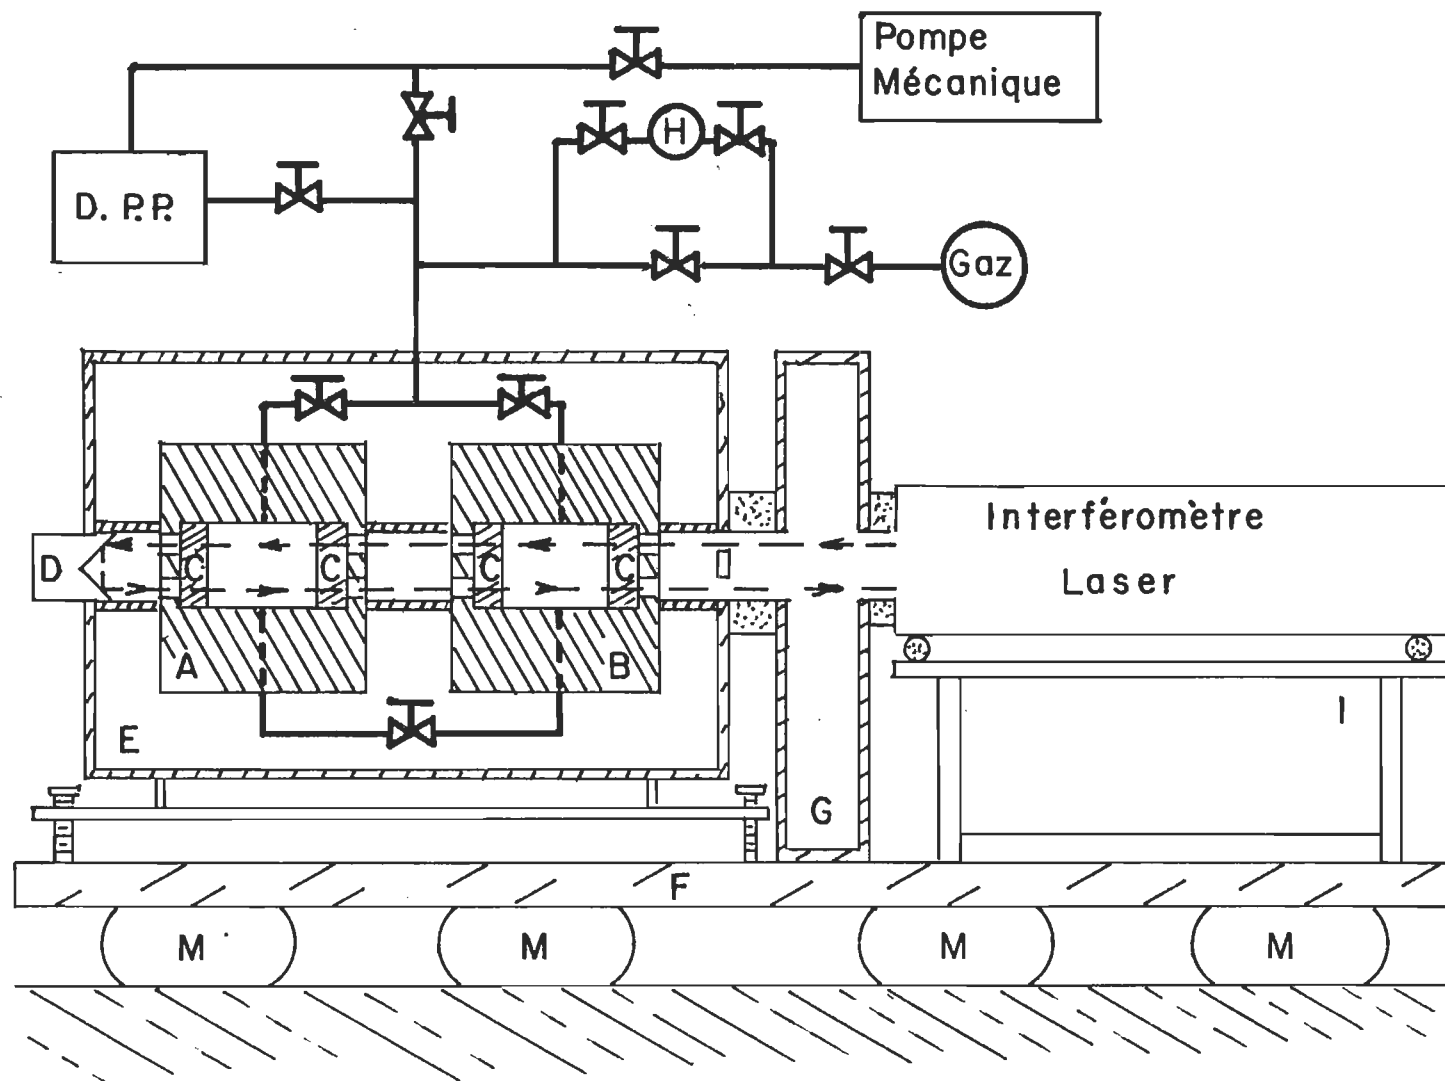 Pompe
Mécanique
H
D. P.P.
Gaz
Interféromètre
Laser
D
C
C
C
C
A
B
I
E
G
F
M
M
M
M